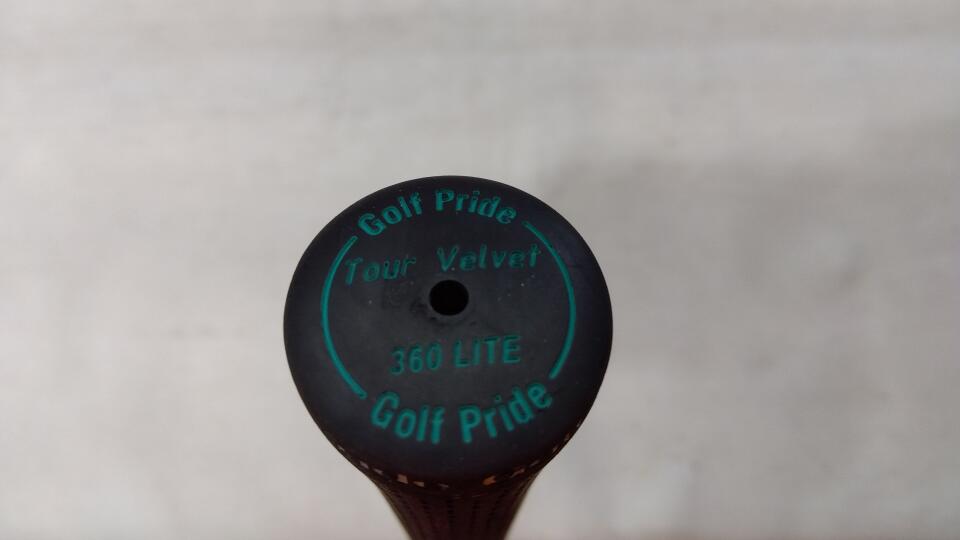 Golf Pride
Tour Velvet
360 LITE
Golf Pride